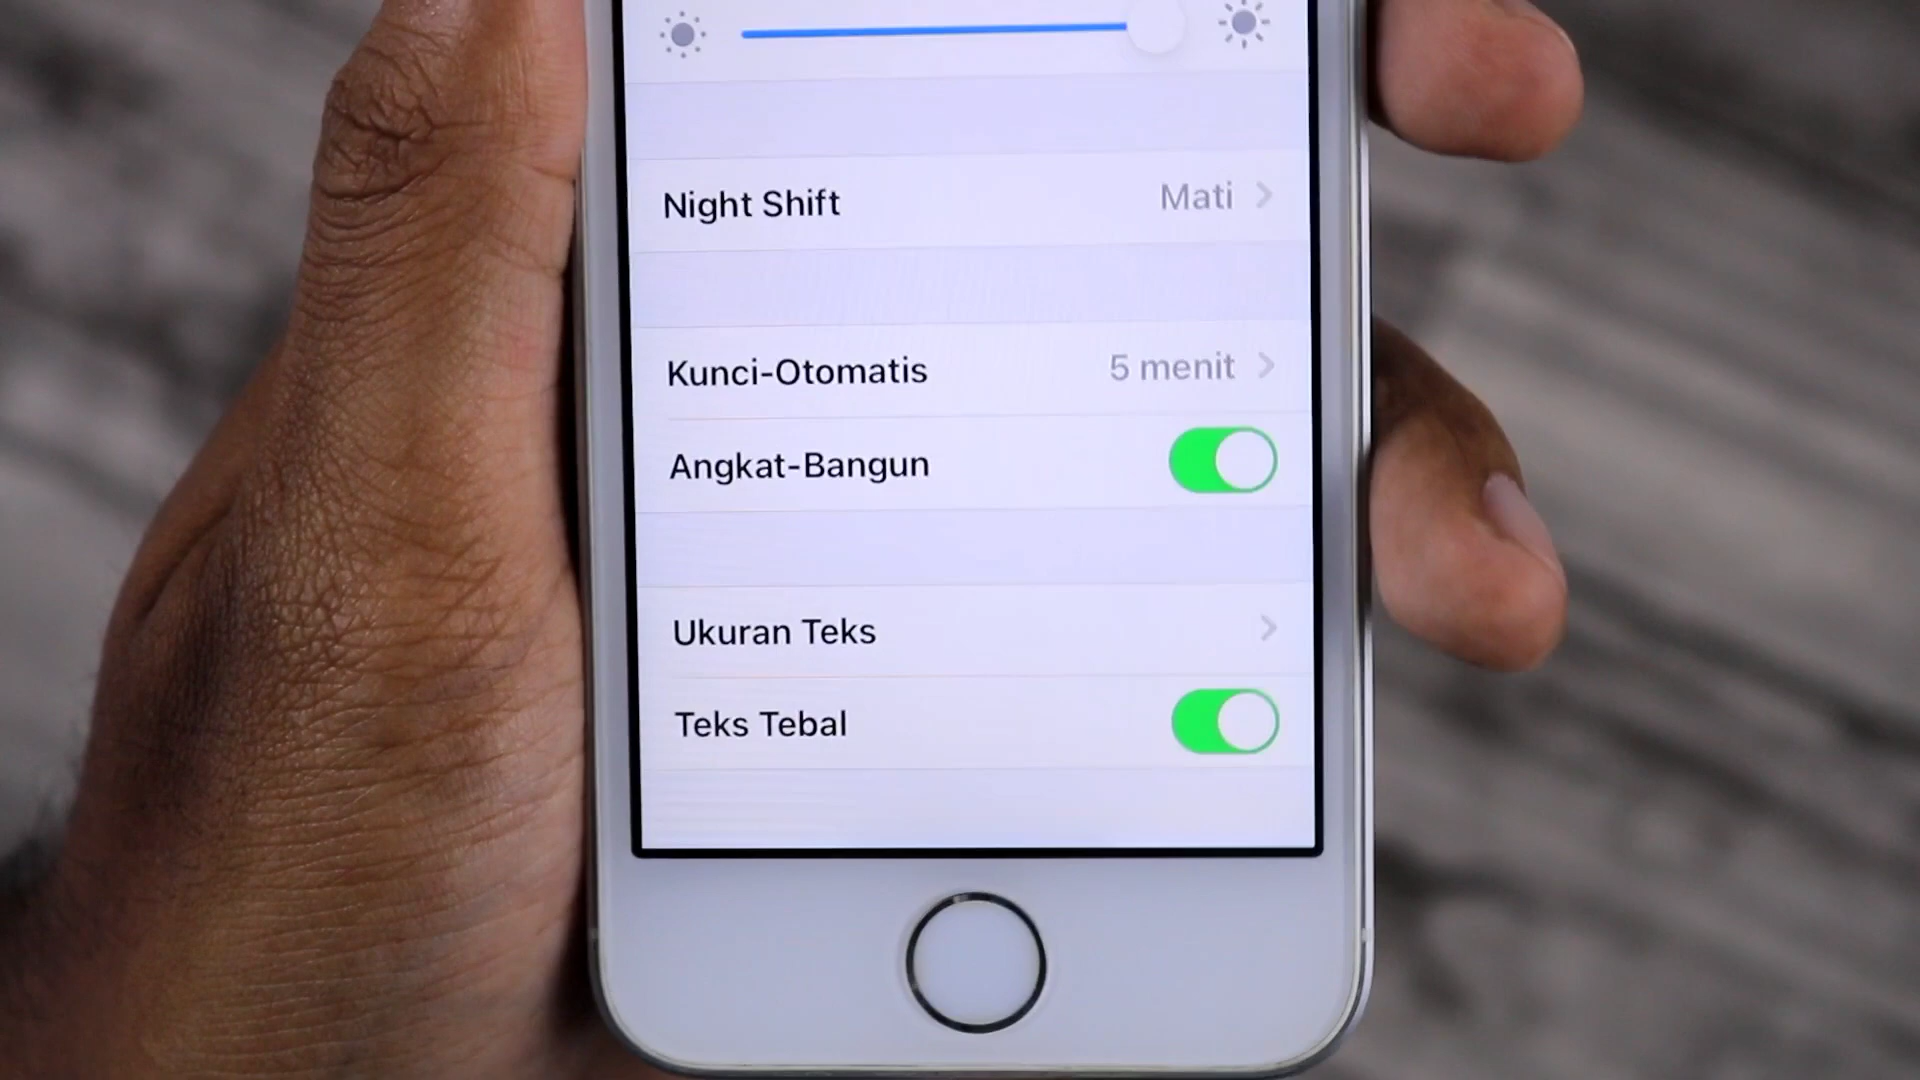 Night Shift Mati
Kunci-Otomatis 5 menit
Angkat-Bangun
Ukuran Teks
Teks Tebal